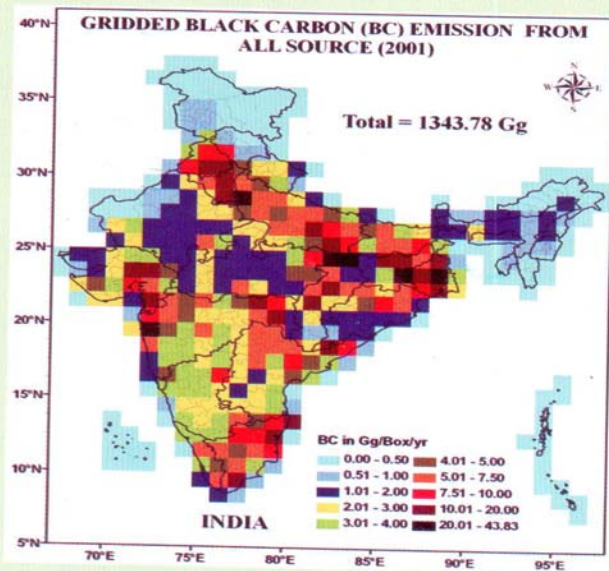 GRIDDED BLACK CARBON (BC) EMISSION FROM
ALL SOURCE (2001)
N
W E
S
Total = 1343.78 Gg
40°N
35°N
30°N
25°N
20°N
15°N
10°N
5°N
BC in Gg/Box/yr
0.00 - 0.50 4.01 - 5.00
0.51 - 1.00 5.01 - 7.50
1.01 - 2.00 7.51 - 10.00
2.01 - 3.00 10.01 - 20.00
3.01 - 4.00 20.01 - 43.83
INDIA
70°E 75°E 80°E 85°E 90°E 95°E